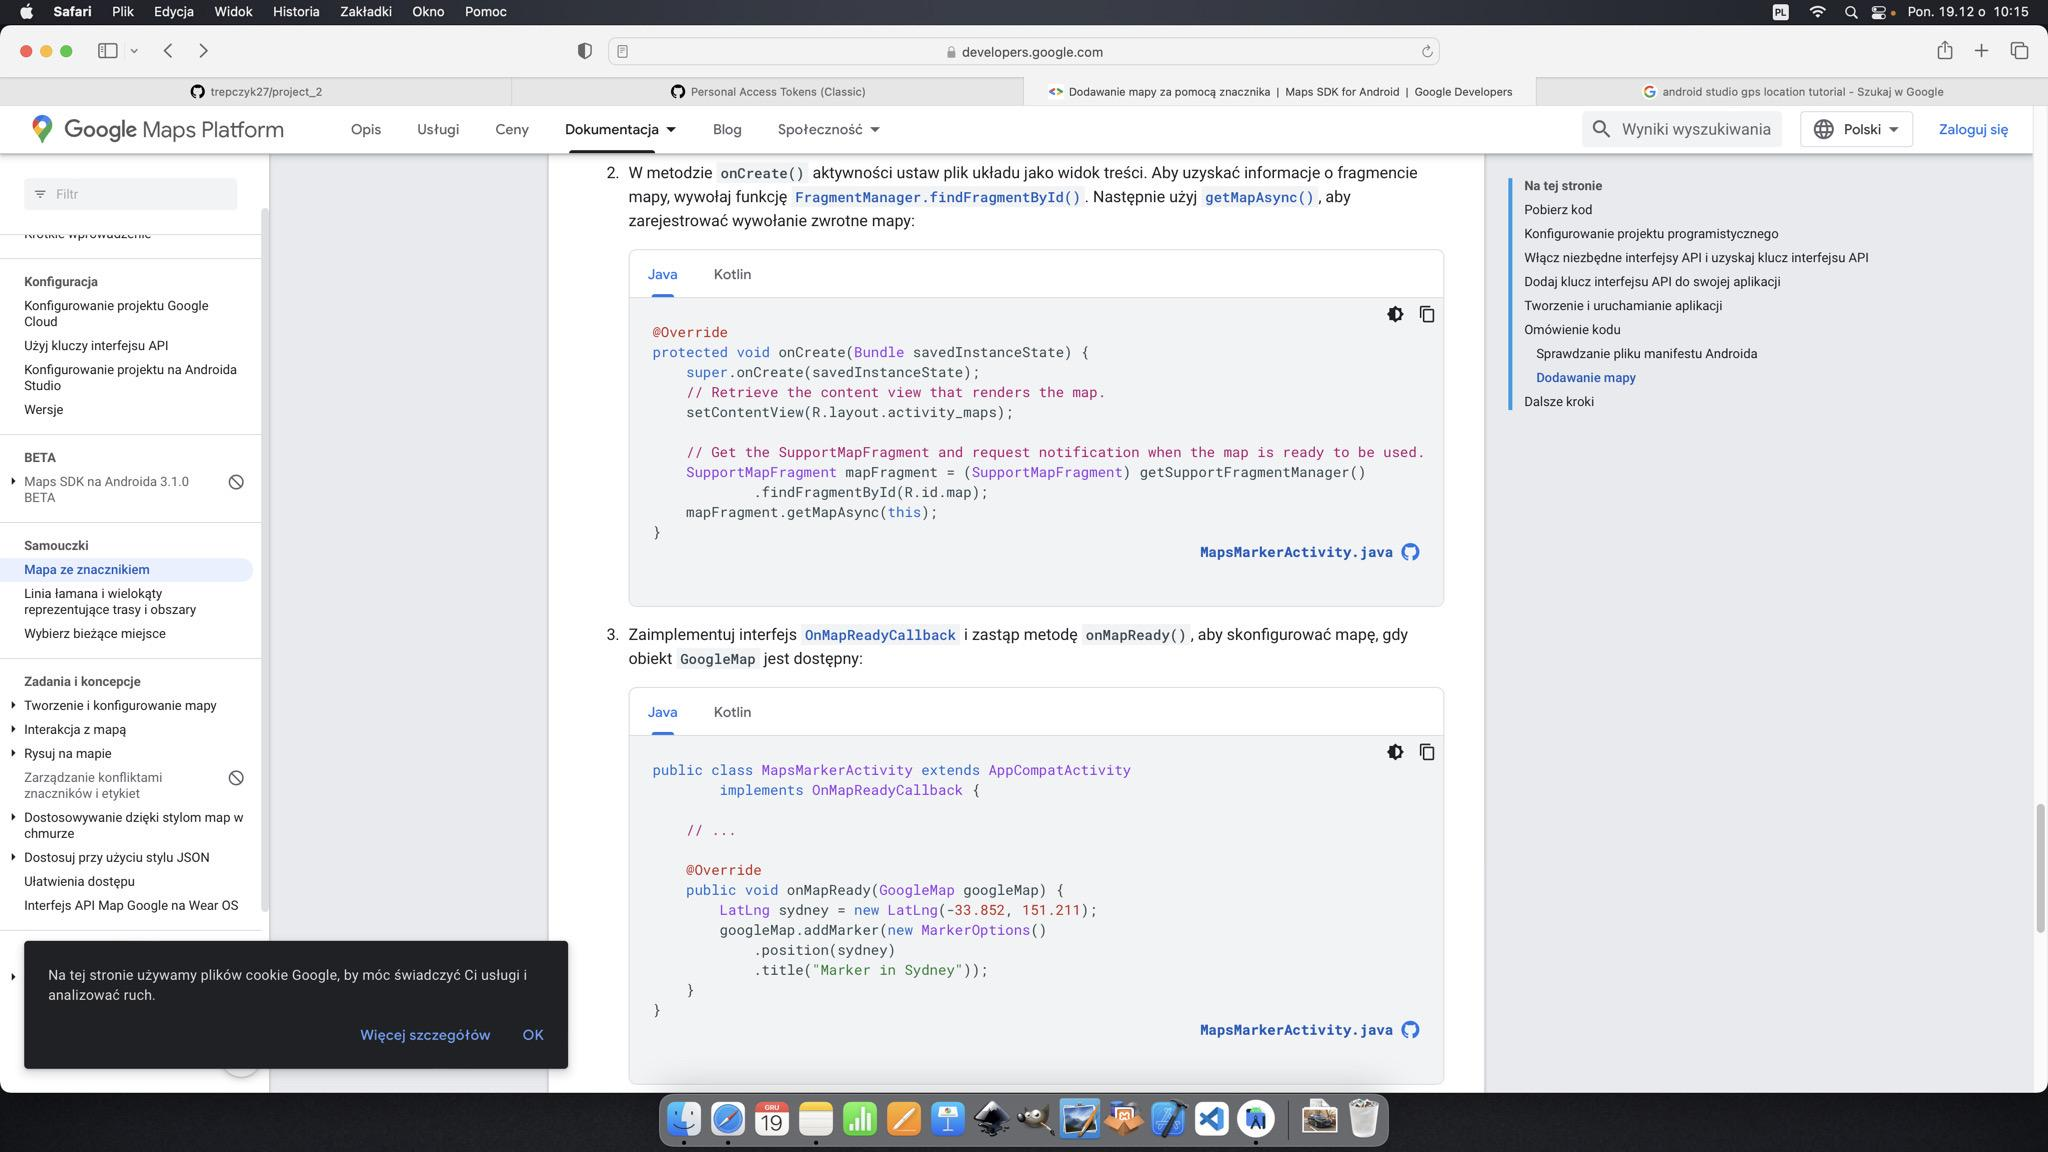 Safari Plik Edycja Widok Historia Zakładki Okno Pomoc PL Pon. 19.12 o 10:15
developers.google.com
trepczyk27/project_2 Personal Access Tokens (Classic) Dodawanie mapy za pomocą znacznika | Maps SDK for Android | Google Developers android studio gps location tutorial - Szukaj w Google
Google Maps Platform Opis Usługi Ceny Dokumentacja Blog Społeczność Wyniki wyszukiwania Polski Zaloguj się
Filtr
Krótkie wprowadzenie
Konfiguracja
Konfigurowanie projektu Google
Cloud
Użyj kluczy interfejsu API
Konfigurowanie projektu na Androida
Studio
Wersje
BETA
Maps SDK na Androida 3.1.0
BETA
Samouczki
Mapa ze znacznikiem
Linia łamana i wielokąty
reprezentujące trasy i obszary
Wybierz bieżące miejsce
Zadania i koncepcje
Tworzenie i konfigurowanie mapy
Interakcja z mapą
Rysuj na mapie
Zarządzanie konfliktami
znaczników i etykiet
Dostosowywanie dzięki stylom map w
chmurze
Dostosuj przy użyciu stylu JSON
Ułatwienia dostępu
Interfejs API Map Google na Wear OS
Na tej stronie używamy plików cookie Google, by móc świadczyć Ci usługi i
analizować ruch.
Więcej szczegółów OK
2. W metodzie onCreate() aktywności ustaw plik układu jako widok treści. Aby uzyskać informacje o fragmencie
mapy, wywołaj funkcję FragmentManager.findFragmentById(). Następnie użyj getMapAsync(), aby
zarejestrować wywołanie zwrotne mapy:
Java Kotlin
@Override
protected void onCreate(Bundle savedInstanceState) {
super.onCreate(savedInstanceState);
// Retrieve the content view that renders the map.
setContentView(R.layout.activity_maps);
// Get the SupportMapFragment and request notification when the map is ready to be used.
SupportMapFragment mapFragment = (SupportMapFragment) getSupportFragmentManager()
.findFragmentById(R.id.map);
mapFragment.getMapAsync(this);
}
MapsMarkerActivity.java
3. Zaimplementuj interfejs OnMapReadyCallback i zastąp metodę onMapReady(), aby skonfigurować mapę, gdy
obiekt GoogleMap jest dostępny:
Java Kotlin
public class MapsMarkerActivity extends AppCompatActivity
implements OnMapReadyCallback {
// ...
@Override
public void onMapReady(GoogleMap googleMap) {
LatLng sydney = new LatLng(-33.852, 151.211);
googleMap.addMarker(new MarkerOptions()
.position(sydney)
.title("Marker in Sydney"));
}
}
MapsMarkerActivity.java
Na tej stronie
Pobierz kod
Konfigurowanie projektu programistycznego
Włącz niezbędne interfejsy API i uzyskaj klucz interfejsu API
Dodaj klucz interfejsu API do swojej aplikacji
Tworzenie i uruchamianie aplikacji
Omówienie kodu
Sprawdzanie pliku manifestu Androida
Dodawanie mapy
Dalsze kroki
GRU
19